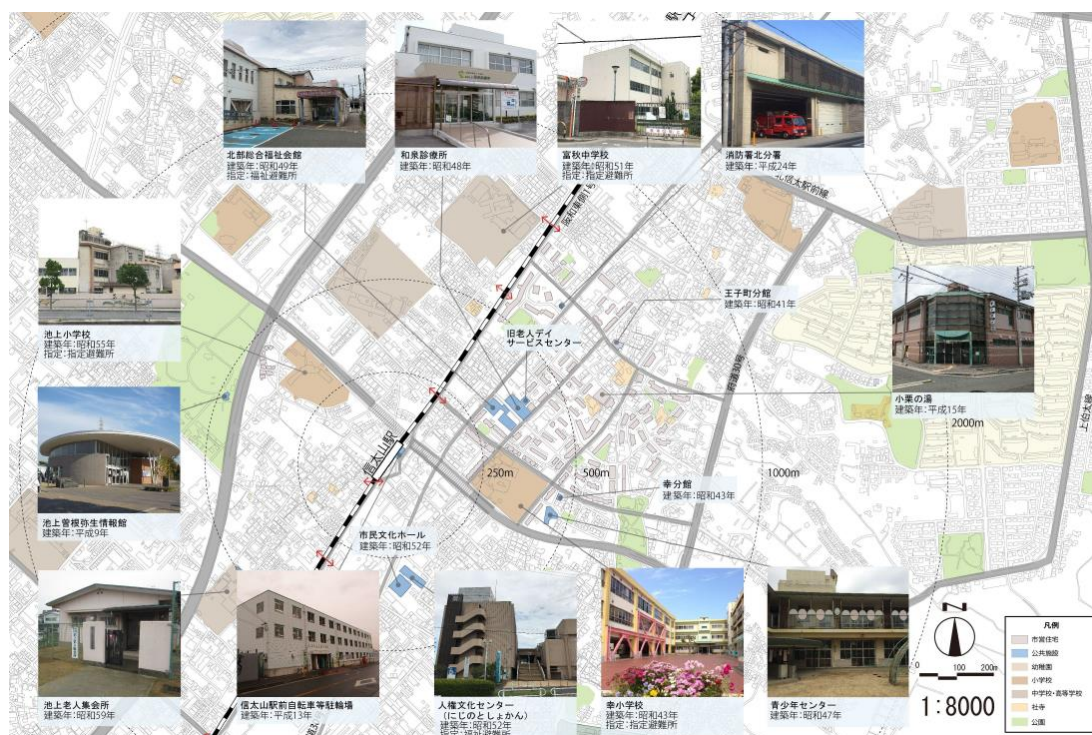 北部総合福祉会館
建築年:昭和49年
指定:福祉避難所
和泉診療所
建築年:昭和48年
富秋中学校
建築年:昭和51年
指定:指定避難所
消防署北分署
建築年:平成24年
阪和東側1号
池上小学校
建築年:昭和55年
指定:指定避難所
旧老人デイ
サービスセンター
王子町分館
建築年:昭和41年
小栗の湯
建築年:平成15年
2000m
池上曽根弥生情報館
建築年:平成9年
信太山駅
250m
500m
1000m
幸分館
建築年:昭和43年
市民文化ホール
建築年:昭和52年
池上老人集会所
建築年:昭和59年
信太山駅前自転車等駐輪場
建築年:平成13年
人権文化センター
(にじのとしょかん)
建築年:昭和52年
指定:福祉避難所
幸小学校
建築年:昭和43年
指定:指定避難所
青少年センター
建築年:昭和47年
N
0 100 200m
1:8000
凡例
市営住宅
公共施設
幼稚園
小学校
中学校・高等学校
社寺
公園